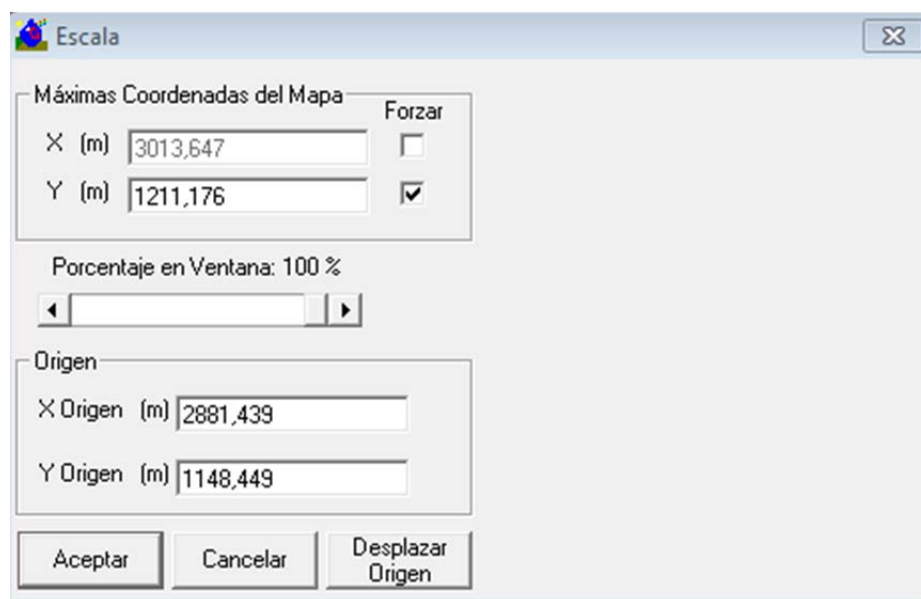 Escala
Máximas Coordenadas del Mapa
Forzar
X (m) 3013,647
Y (m) 1211,176
Porcentaje en Ventana: 100 %
Origen
X Origen (m) 2881,439
Y Origen (m) 1148,449
Aceptar
Cancelar
Desplazar
Origen